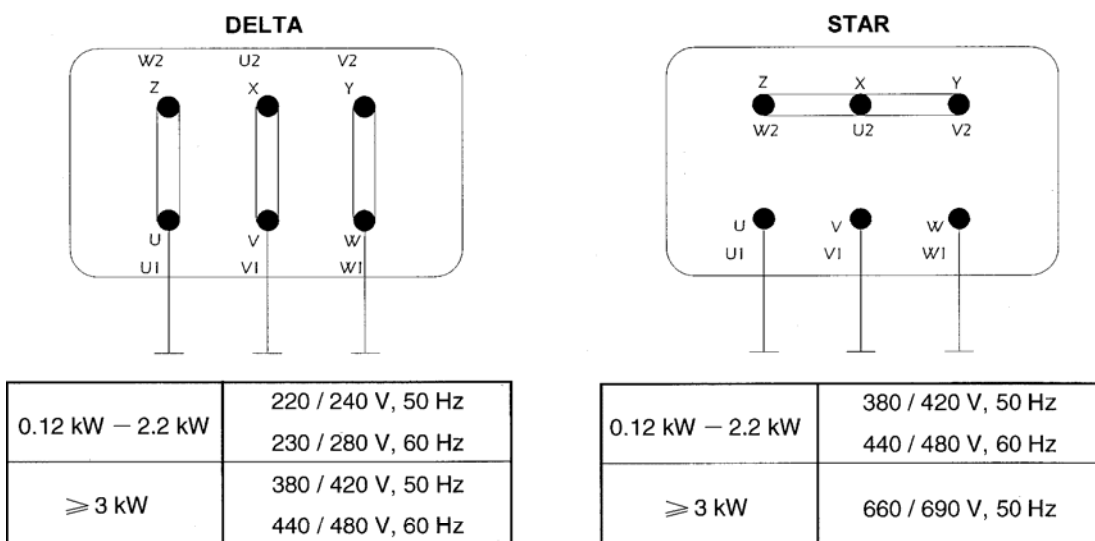 DELTA
W2 U2 V2
Z X Y
U V W
U1 V1 W1
0.12 kW – 2.2 kW
220 / 240 V, 50 Hz
230 / 280 V, 60 Hz
⩾ 3 kW
380 / 420 V, 50 Hz
440 / 480 V, 60 Hz
STAR
Z X Y
W2 U2 V2
U V W
U1 V1 W1
0.12 kW – 2.2 kW
380 / 420 V, 50 Hz
440 / 480 V, 60 Hz
⩾ 3 kW
660 / 690 V, 50 Hz